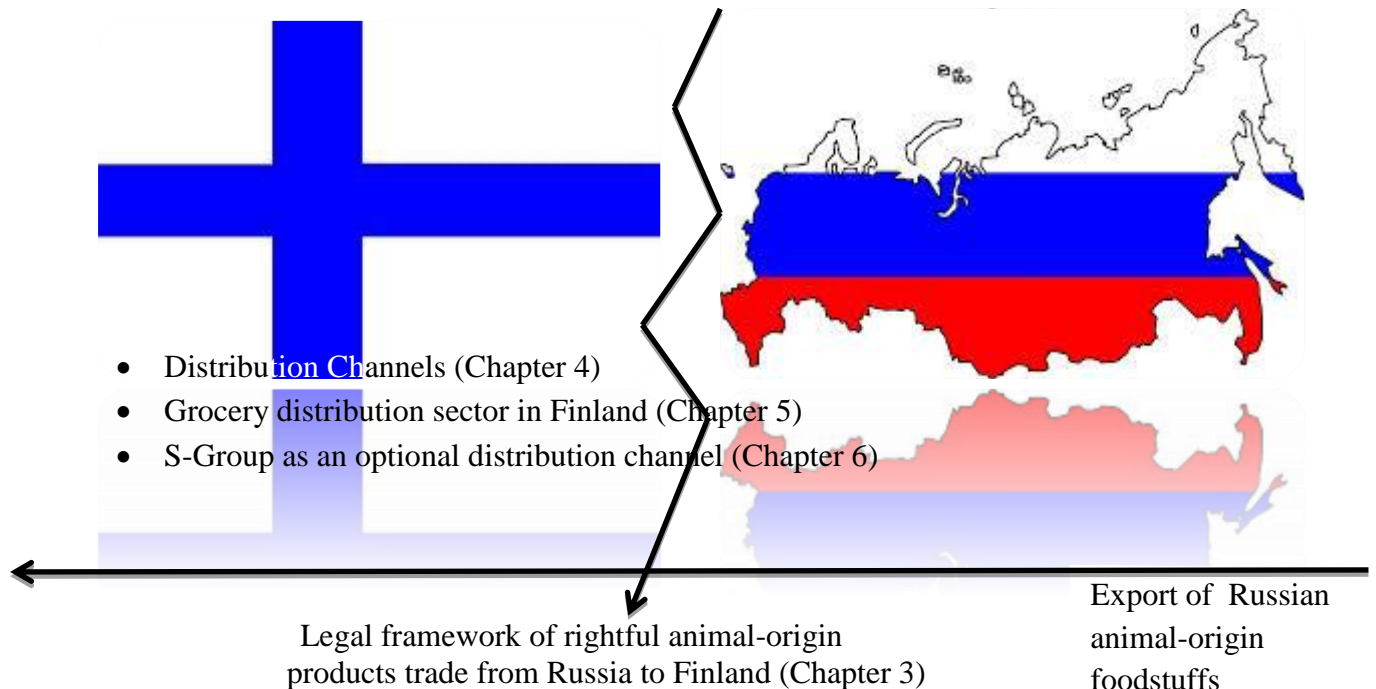 • Distribution Channels (Chapter 4)
• Grocery distribution sector in Finland (Chapter 5)
• S-Group as an optional distribution channel (Chapter 6)
Legal framework of rightful animal-origin
products trade from Russia to Finland (Chapter 3)
Export of Russian
animal-origin
foodstuffs